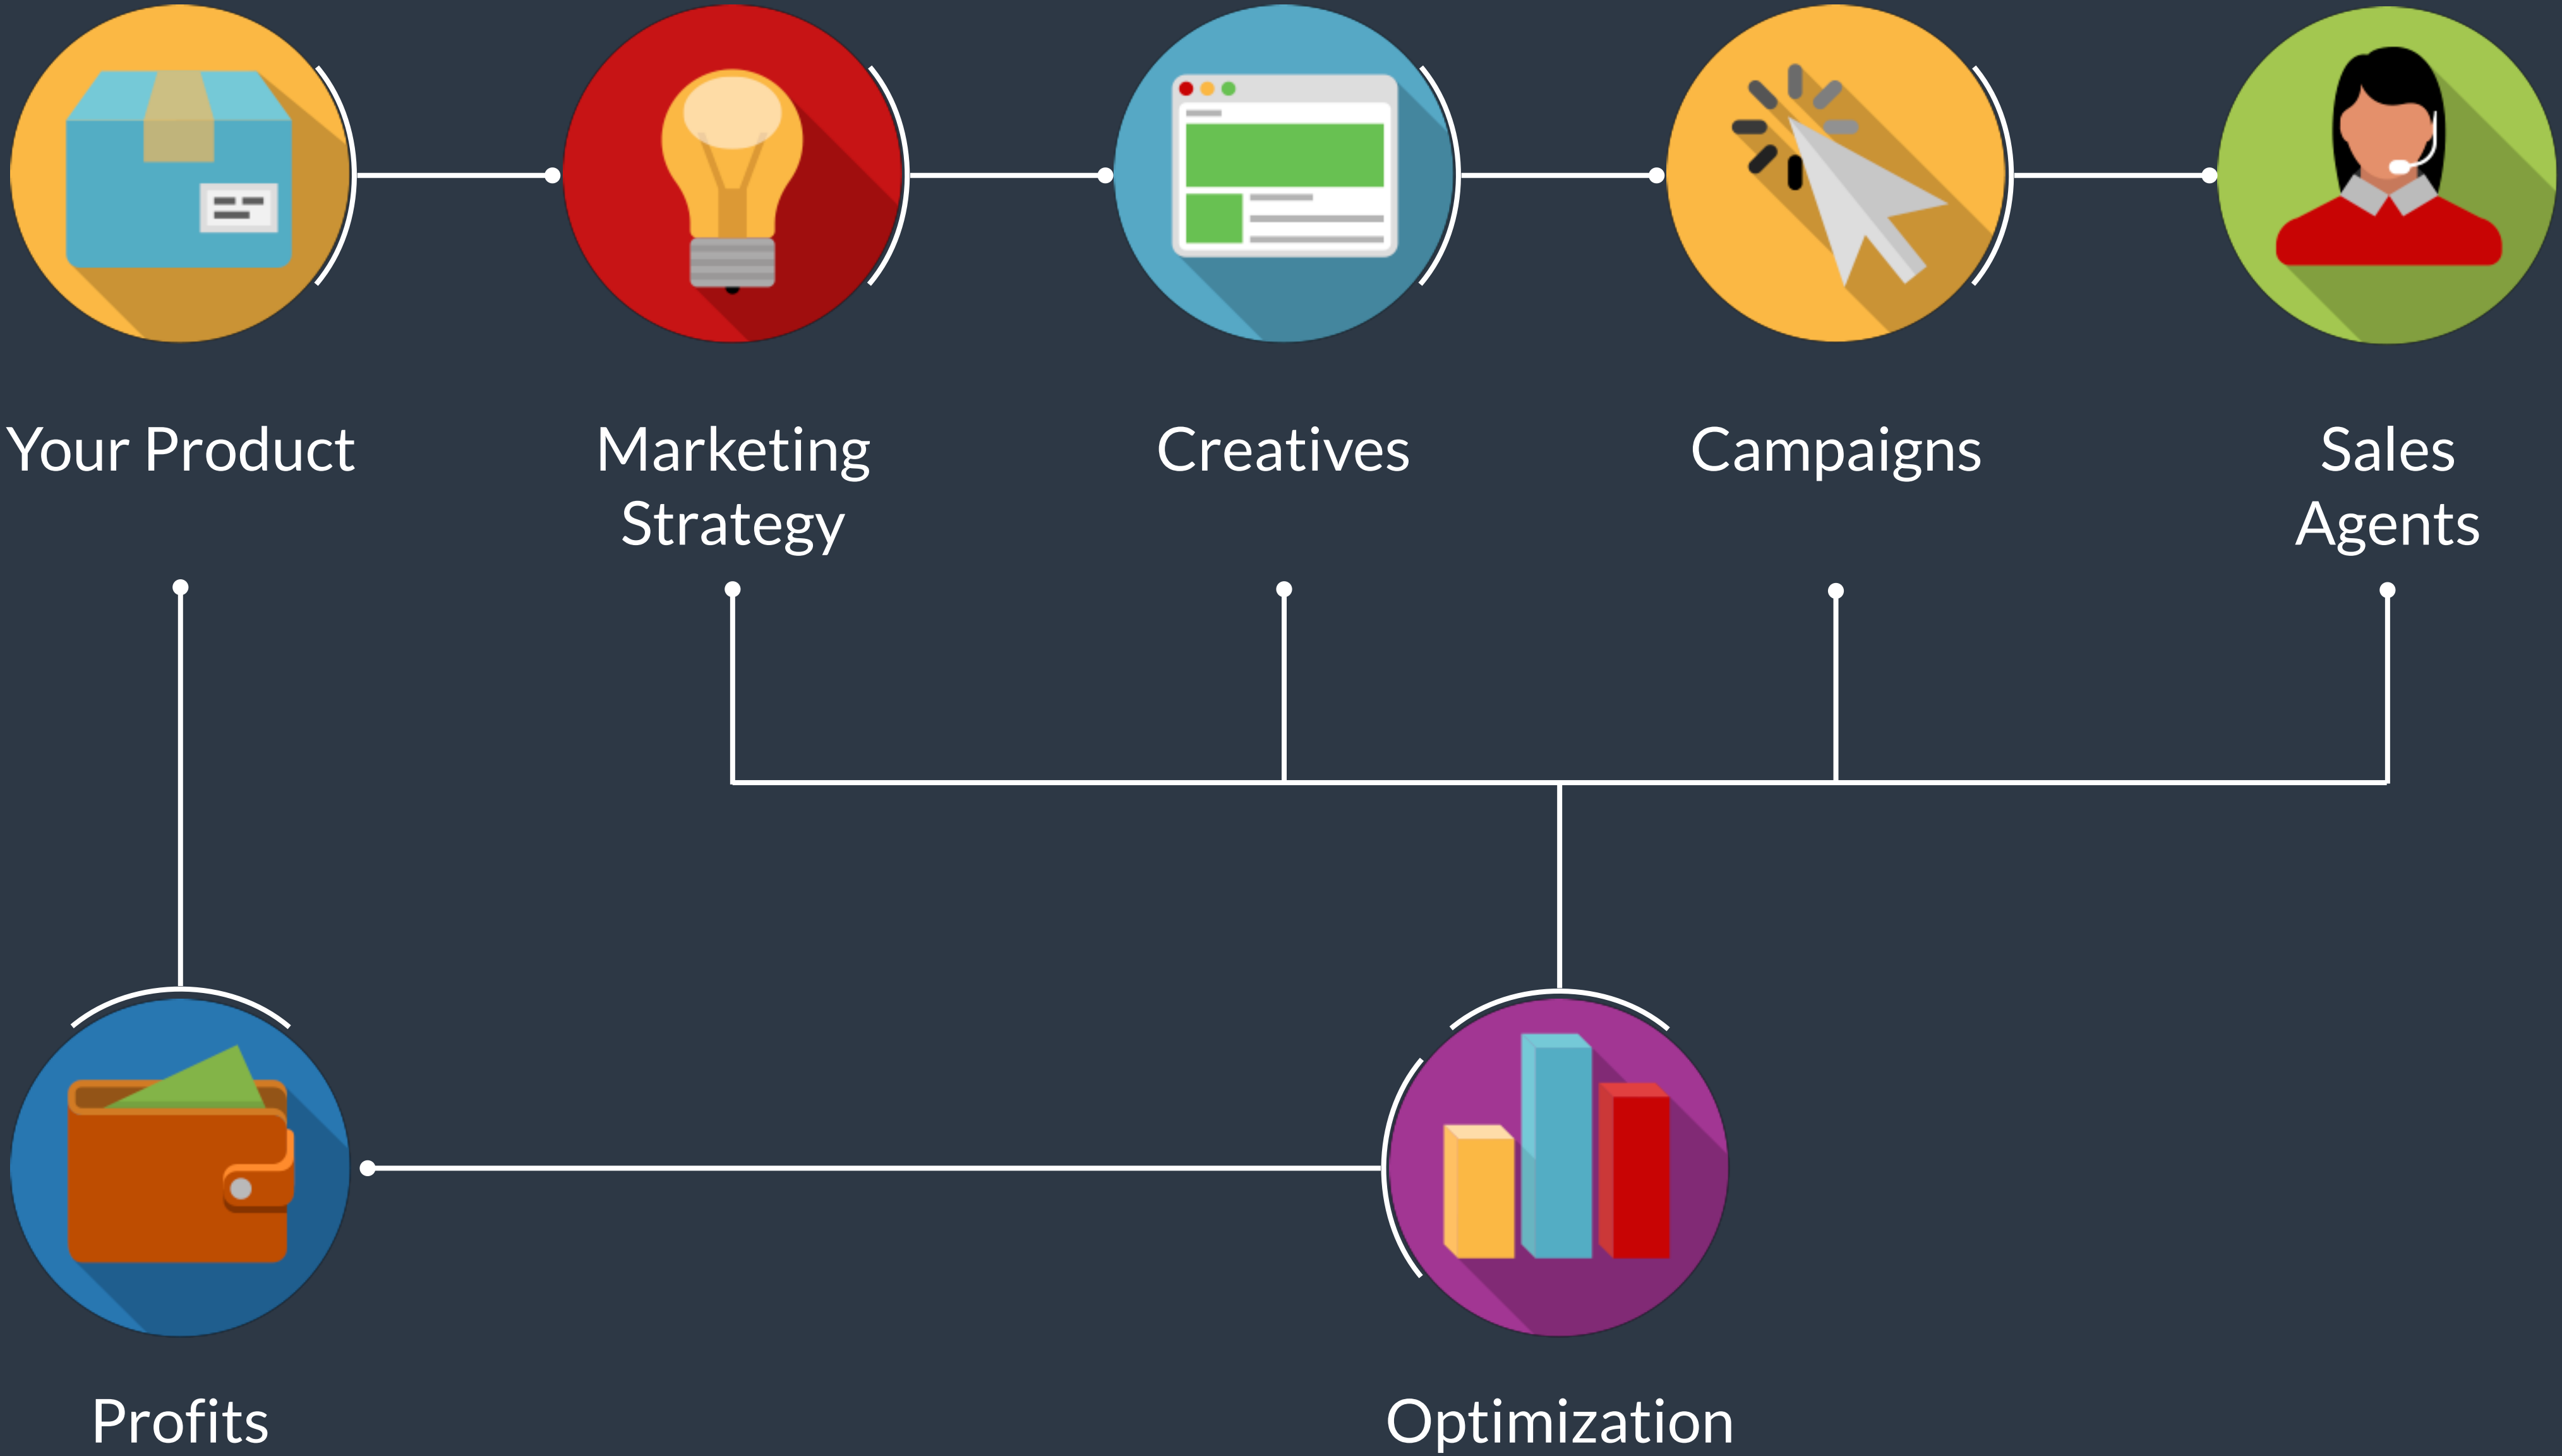 Your Product
Marketing
Strategy
Creatives
Campaigns
Sales
Agents
Profits
Optimization